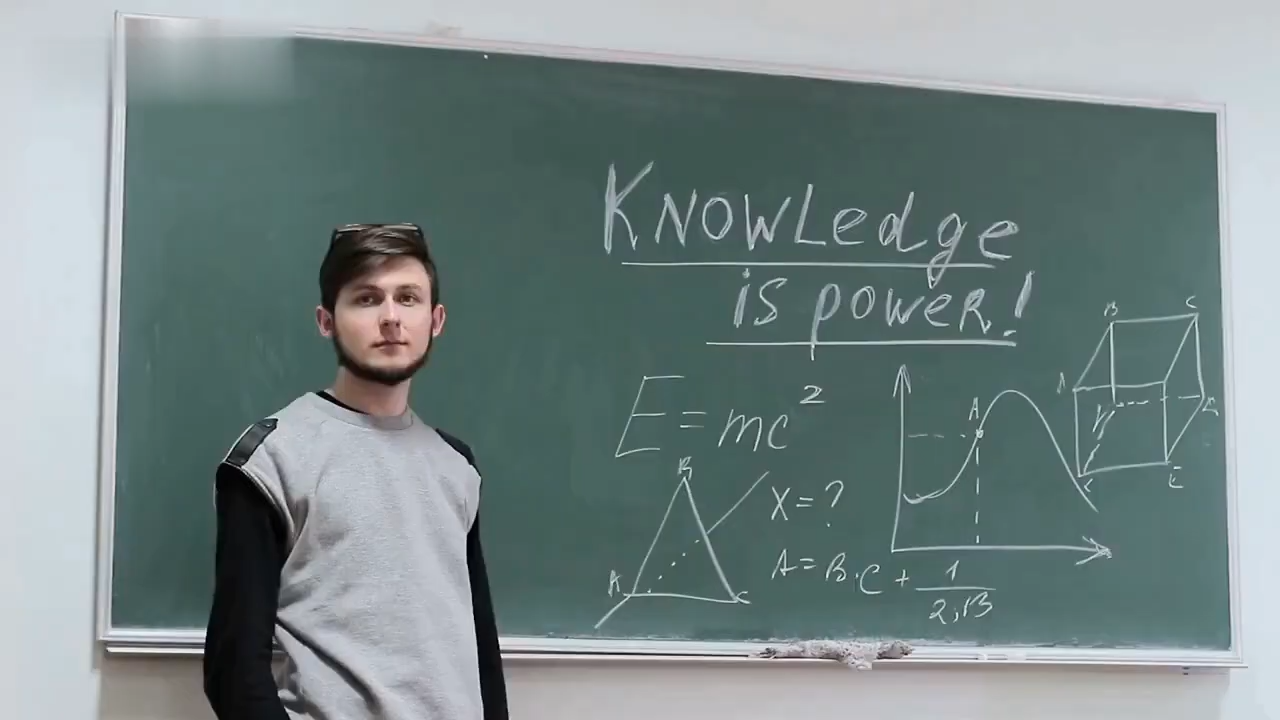 KNOWLedge
is power!
E = mc²
B
A
C
X = ?
A = B.C + 1/2,13
A
B
C
E